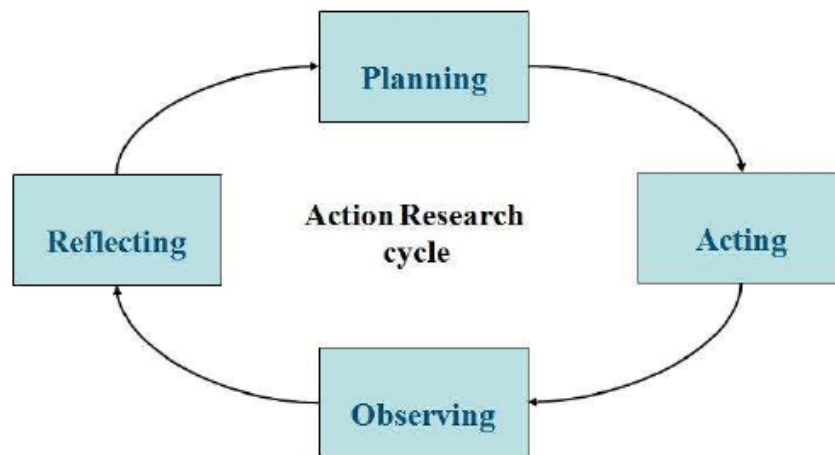 Planning
Action Research
cycle
Reflecting
Acting
Observing